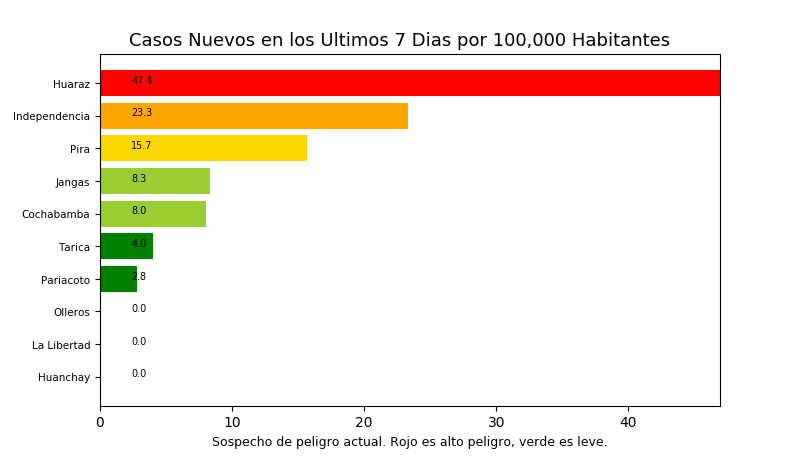 Casos Nuevos en los Ultimos 7 Dias por 100,000 Habitantes
Huaraz 47.4
Independencia 23.3
Pira 15.7
Jangas 8.3
Cochabamba 8.0
Tarica 4.0
Pariacoto 2.8
Olleros 0.0
La Libertad 0.0
Huanchay 0.0
0 10 20 30 40
Sospecho de peligro actual. Rojo es alto peligro, verde es leve.